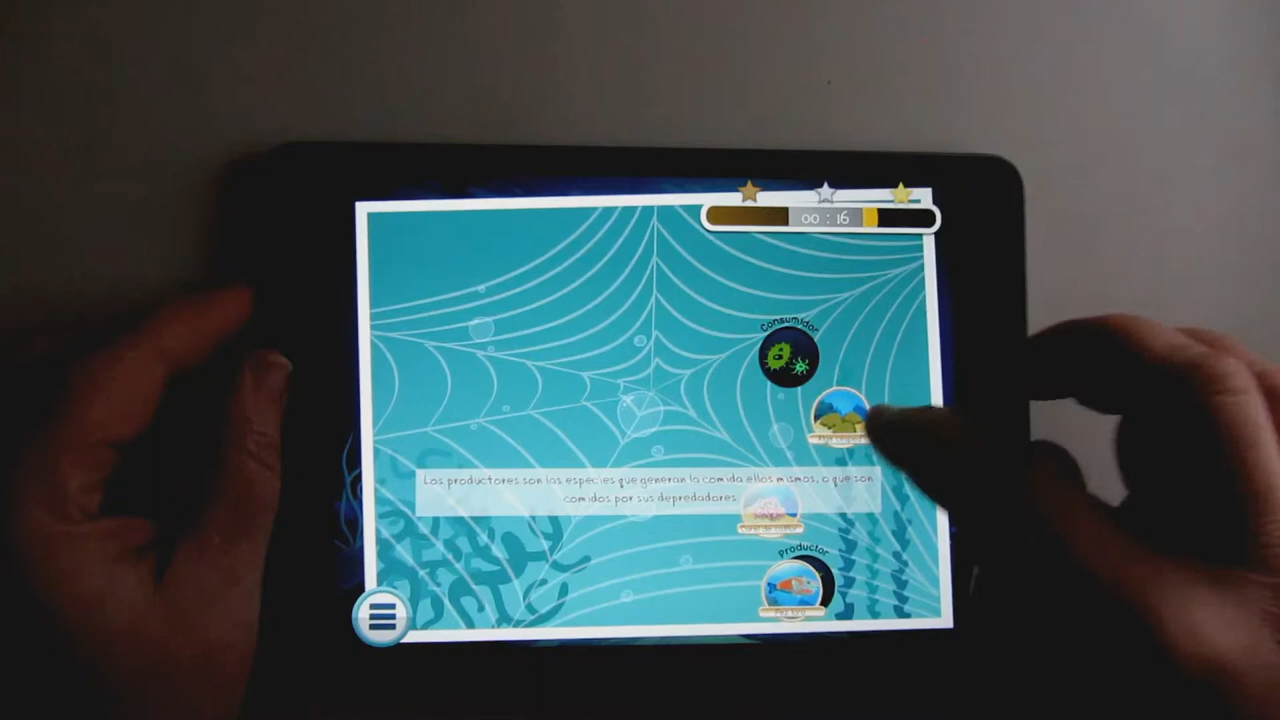 00 : 16
Consumidor
Los productores son las especies que generan la comida ellos mismos, o que son
comidos por sus depredadores.
Productor